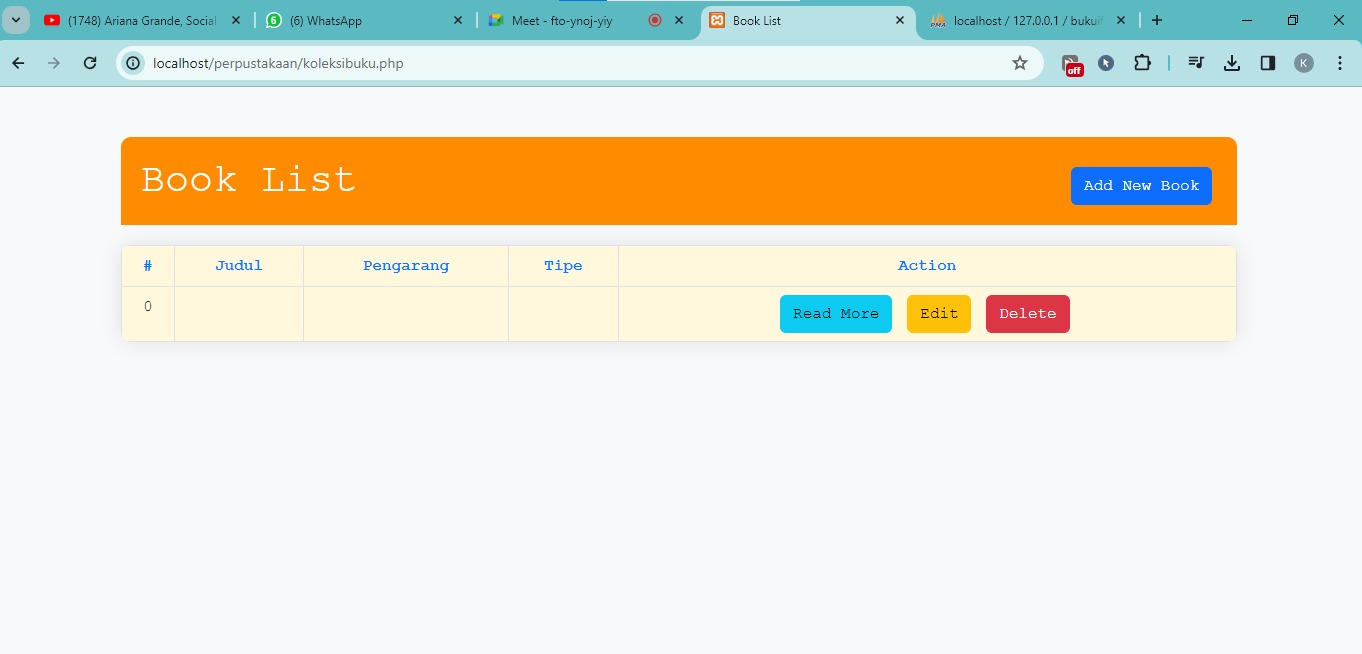 (1748) Ariana Grande, Social
(6) WhatsApp
Meet - fto-ynoj-yiy
Book List
localhost / 127.0.0.1 / bukuif
localhost/perpustakaan/koleksibuku.php
off
K
Book List
Add New Book
# Judul Pengarang Tipe Action
0 Read More Edit Delete